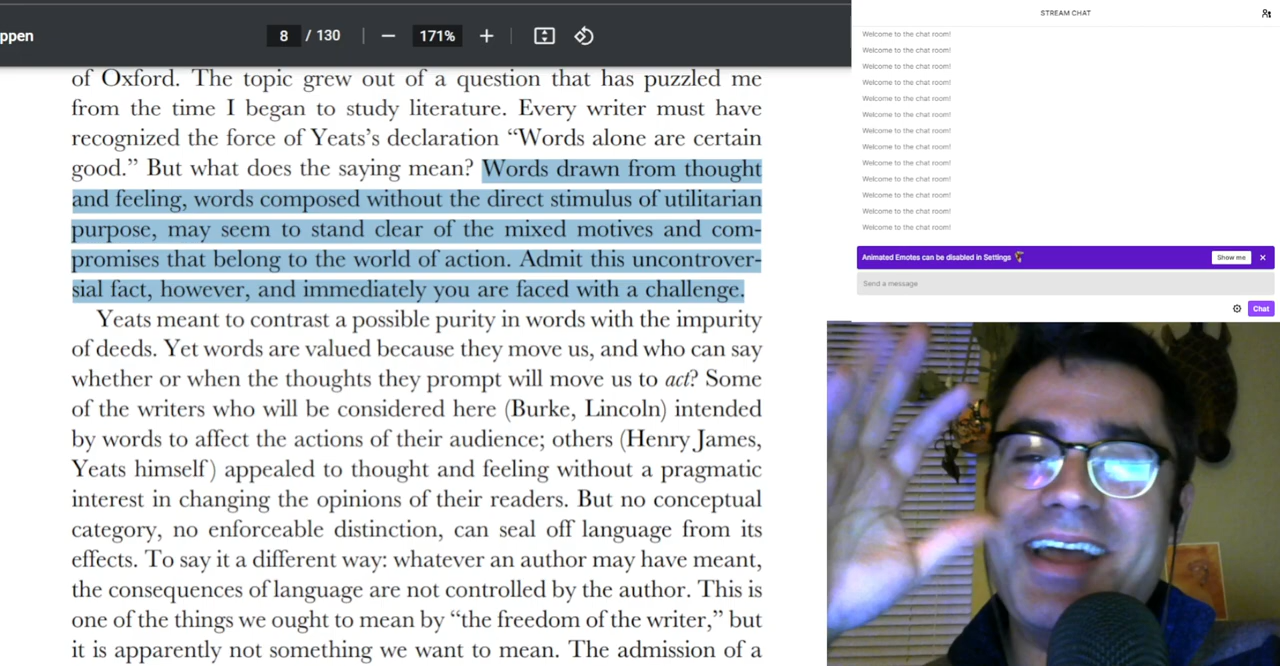 ppen
8 / 130
171%
of Oxford. The topic grew out of a question that has puzzled me
from the time I began to study literature. Every writer must have
recognized the force of Yeats’s declaration “Words alone are certain
good.” But what does the saying mean? Words drawn from thought
and feeling, words composed without the direct stimulus of utilitarian
purpose, may seem to stand clear of the mixed motives and com-
promises that belong to the world of action. Admit this uncontrover-
sial fact, however, and immediately you are faced with a challenge.
Yeats meant to contrast a possible purity in words with the impurity
of deeds. Yet words are valued because they move us, and who can say
whether or when the thoughts they prompt will move us to act? Some
of the writers who will be considered here (Burke, Lincoln) intended
by words to affect the actions of their audience; others (Henry James,
Yeats himself) appealed to thought and feeling without a pragmatic
interest in changing the opinions of their readers. But no conceptual
category, no enforceable distinction, can seal off language from its
effects. To say it a different way: whatever an author may have meant,
the consequences of language are not controlled by the author. This is
one of the things we ought to mean by “the freedom of the writer,” but
it is apparently not something we want to mean. The admission of a
STREAM CHAT
Welcome to the chat room!
Welcome to the chat room!
Welcome to the chat room!
Welcome to the chat room!
Welcome to the chat room!
Welcome to the chat room!
Welcome to the chat room!
Welcome to the chat room!
Welcome to the chat room!
Welcome to the chat room!
Welcome to the chat room!
Welcome to the chat room!
Welcome to the chat room!
Animated Emotes can be disabled in Settings
Show me
Send a message
Chat